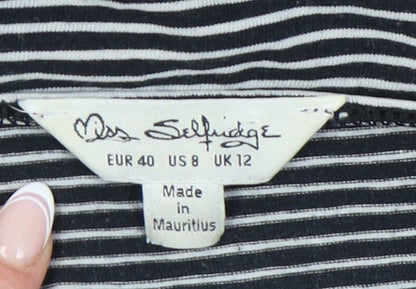 Miss Selfridge
EUR 40 US 8 UK 12
Made
in
Mauritius